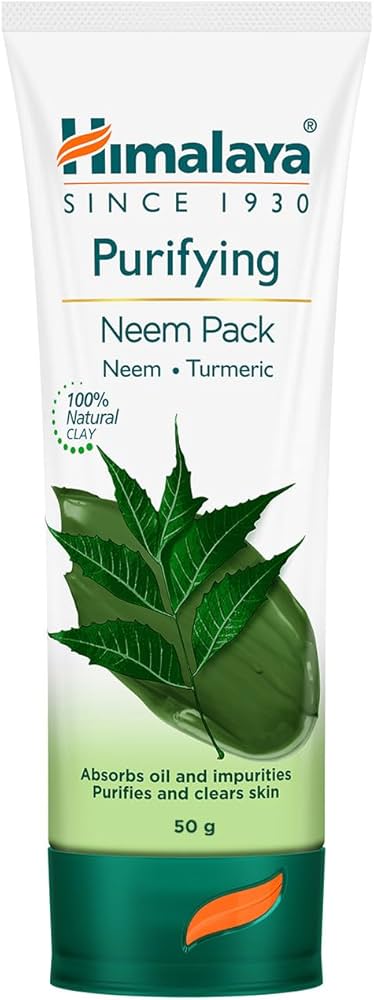 Himalaya®
SINCE 1930
Purifying
Neem Pack
Neem • Turmeric
100%
Natural
CLAY
Absorbs oil and impurities
Purifies and clears skin
50 g